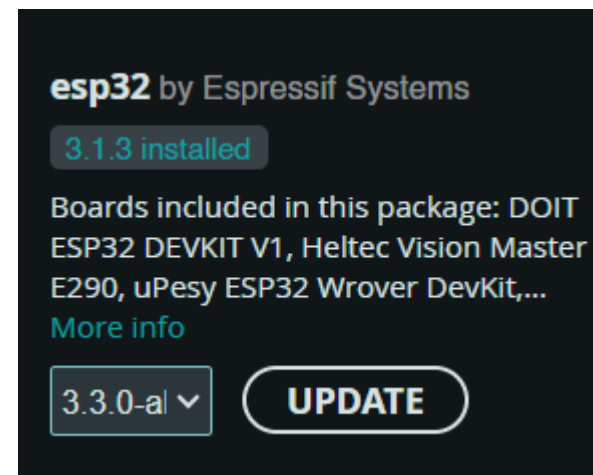 esp32 by Espressif Systems
3.1.3 installed
Boards included in this package: DOIT
ESP32 DEVKIT V1, Heltec Vision Master
E290, uPesy ESP32 Wrover DevKit,...
More info
3.3.0-al UPDATE